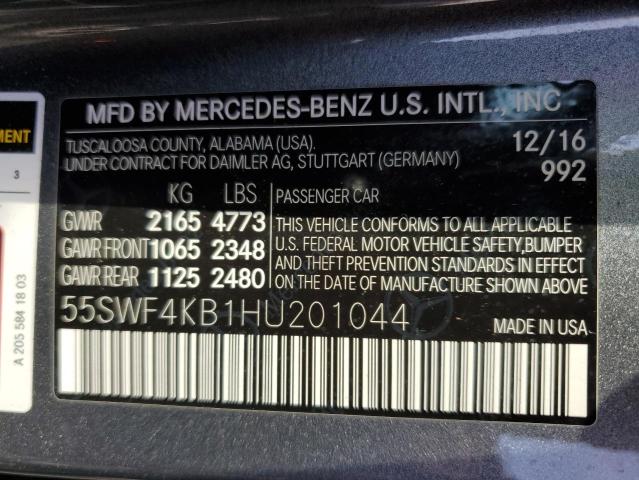 MFD BY MERCEDES-BENZ U.S. INTL., INC
TUSCALOOSA COUNTY, ALABAMA (USA).
UNDER CONTRACT FOR DAIMLER AG, STUTTGART (GERMANY)
12/16
992
KG LBS
GVWR 2165 4773
GAWR FRONT 1065 2348
GAWR REAR 1125 2480
PASSENGER CAR
THIS VEHICLE CONFORMS TO ALL APPLICABLE
U.S. FEDERAL MOTOR VEHICLE SAFETY,BUMPER
AND THEFT PREVENTION STANDARDS IN EFFECT
ON THE DATE OF MANUFACTURE SHOWN ABOVE.
55SWF4KB1HU201044
MADE IN USWF
3
A 205 584 18 03